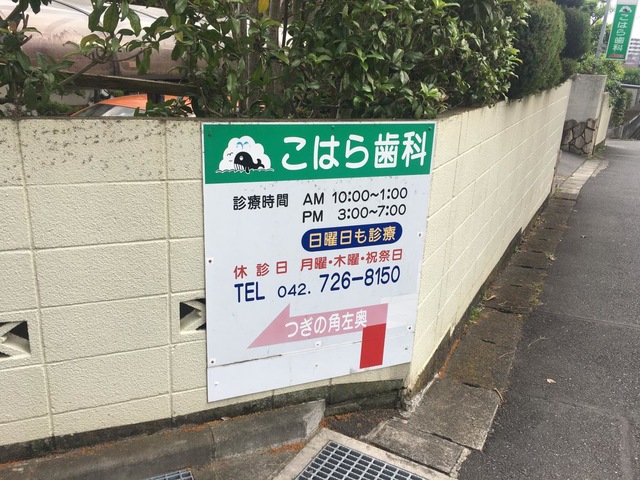 こはら歯科
こはら歯科
診療時間 AM 10:00~1:00
PM 3:00~7:00
日曜日も診療
休診日 月曜・木曜・祝祭日
TEL 042. 726-8150
つぎの角左奥